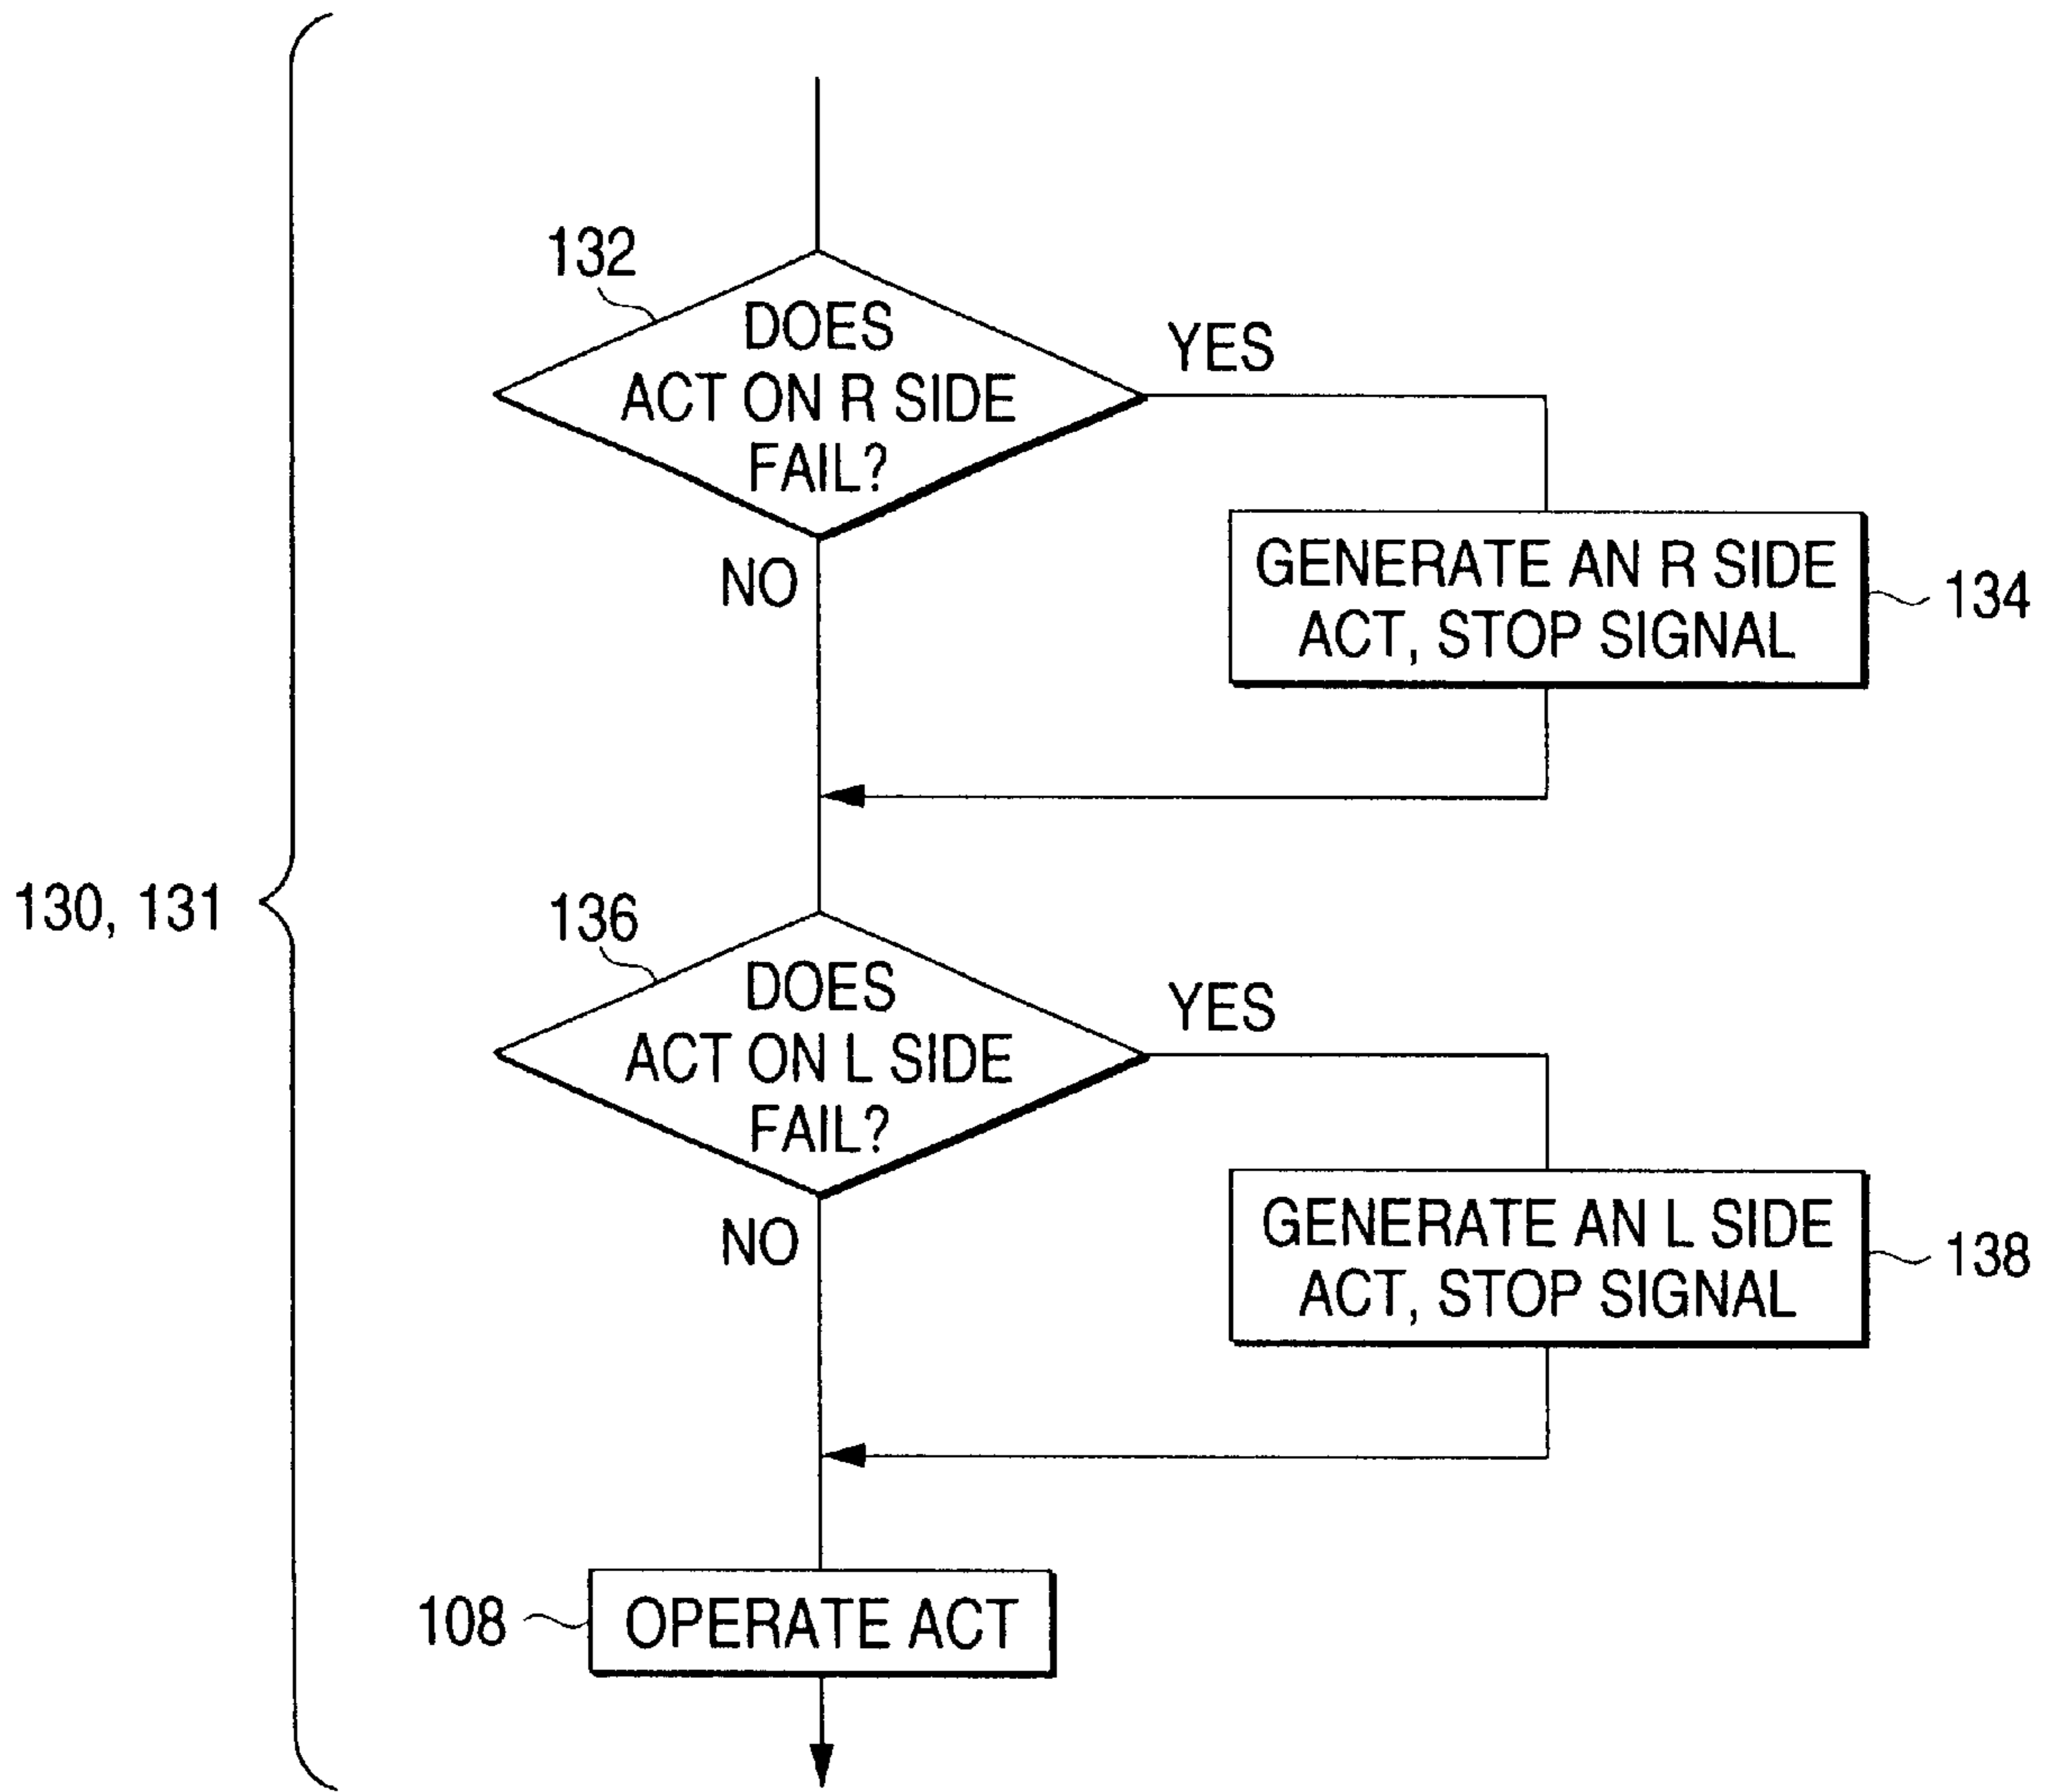 132
DOES
ACT ON R SIDE
FAIL?
YES
NO
GENERATE AN R SIDE
ACT, STOP SIGNAL
134
130, 131
136
DOES
ACT ON L SIDE
FAIL?
YES
NO
GENERATE AN L SIDE
ACT, STOP SIGNAL
138
108
OPERATE ACT